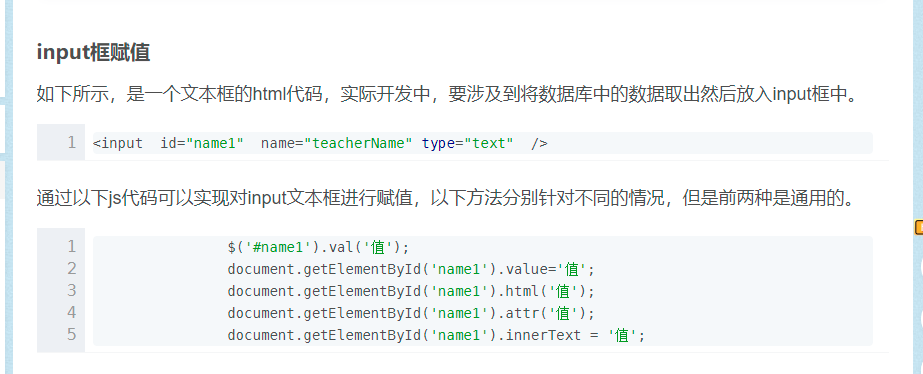 input框赋值
如下所示，是一个文本框的html代码，实际开发中，要涉及到将数据库中的数据取出然后放入input框中。
1 <input  id="name1"  name="teacherName" type="text"  />
通过以下js代码可以实现对input文本框进行赋值，以下方法分别针对不同的情况，但是前两种是通用的。
1 $('#name1').val('值');
2 document.getElementById('name1').value='值';
3 document.getElementById('name1').html('值');
4 document.getElementById('name1').attr('值');
5 document.getElementById('name1').innerText = '值';